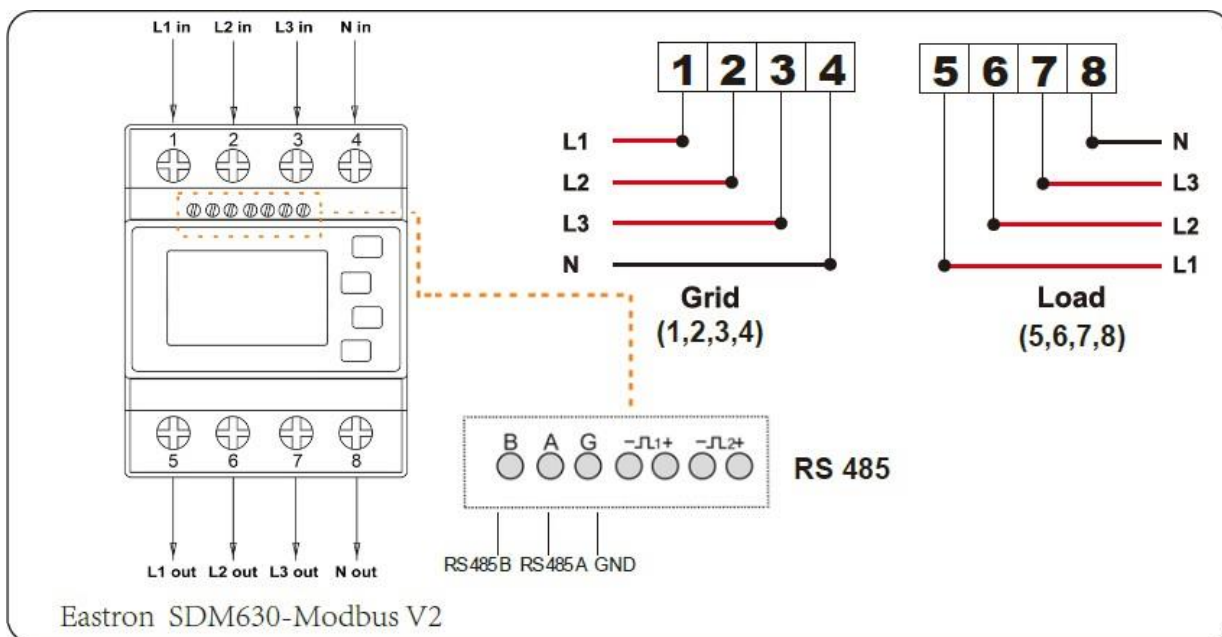 L1 in L2 in L3 in N in
1 2 3 4
5 6 7 8
L1 out L2 out L3 out N out
1 2 3 4
L1
L2
L3
N
Grid
(1,2,3,4)
5 6 7 8
N
L3
L2
L1
Load
(5,6,7,8)
B A G -⎍1+ -⎍2+
RS 485
RS485B RS485A GND
Eastron SDM630-Modbus V2